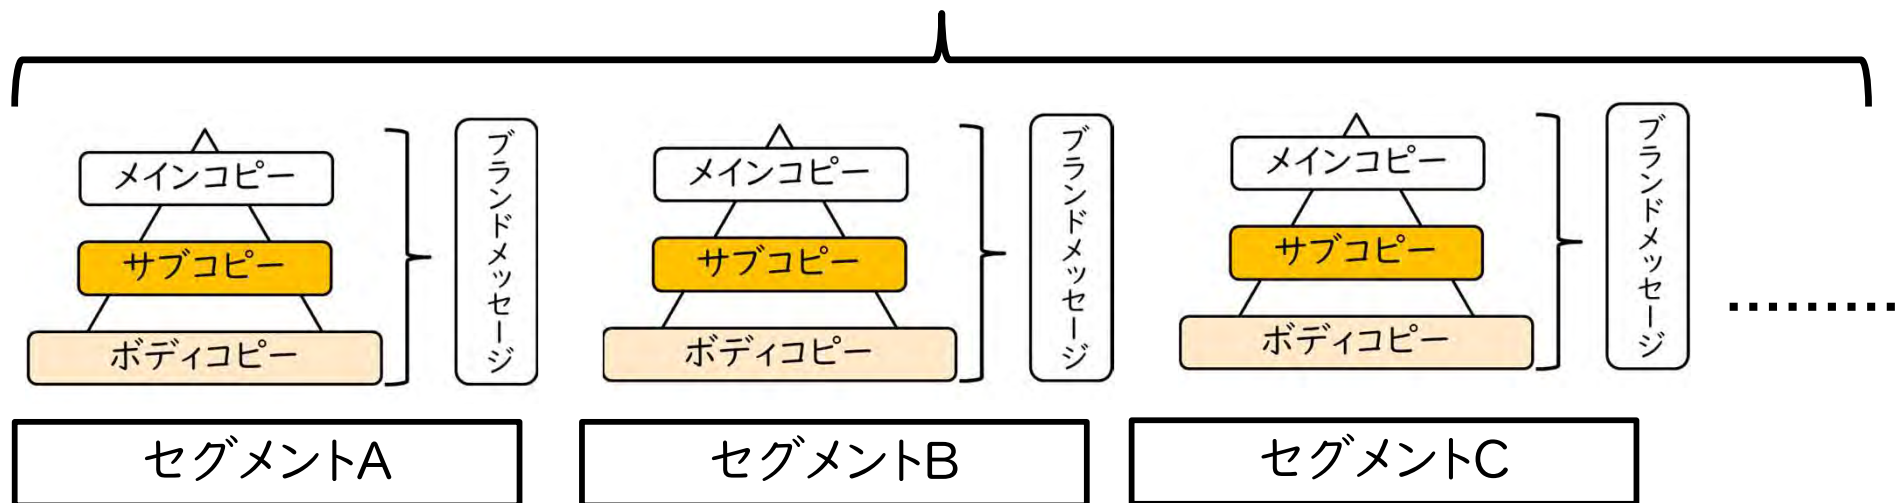 メインコピー
サブコピー
ボディコピー
ブランドメッセージ
セグメントA
メインコピー
サブコピー
ボディコピー
ブランドメッセージ
セグメントB
メインコピー
サブコピー
ボディコピー
ブランドメッセージ
セグメントC
………